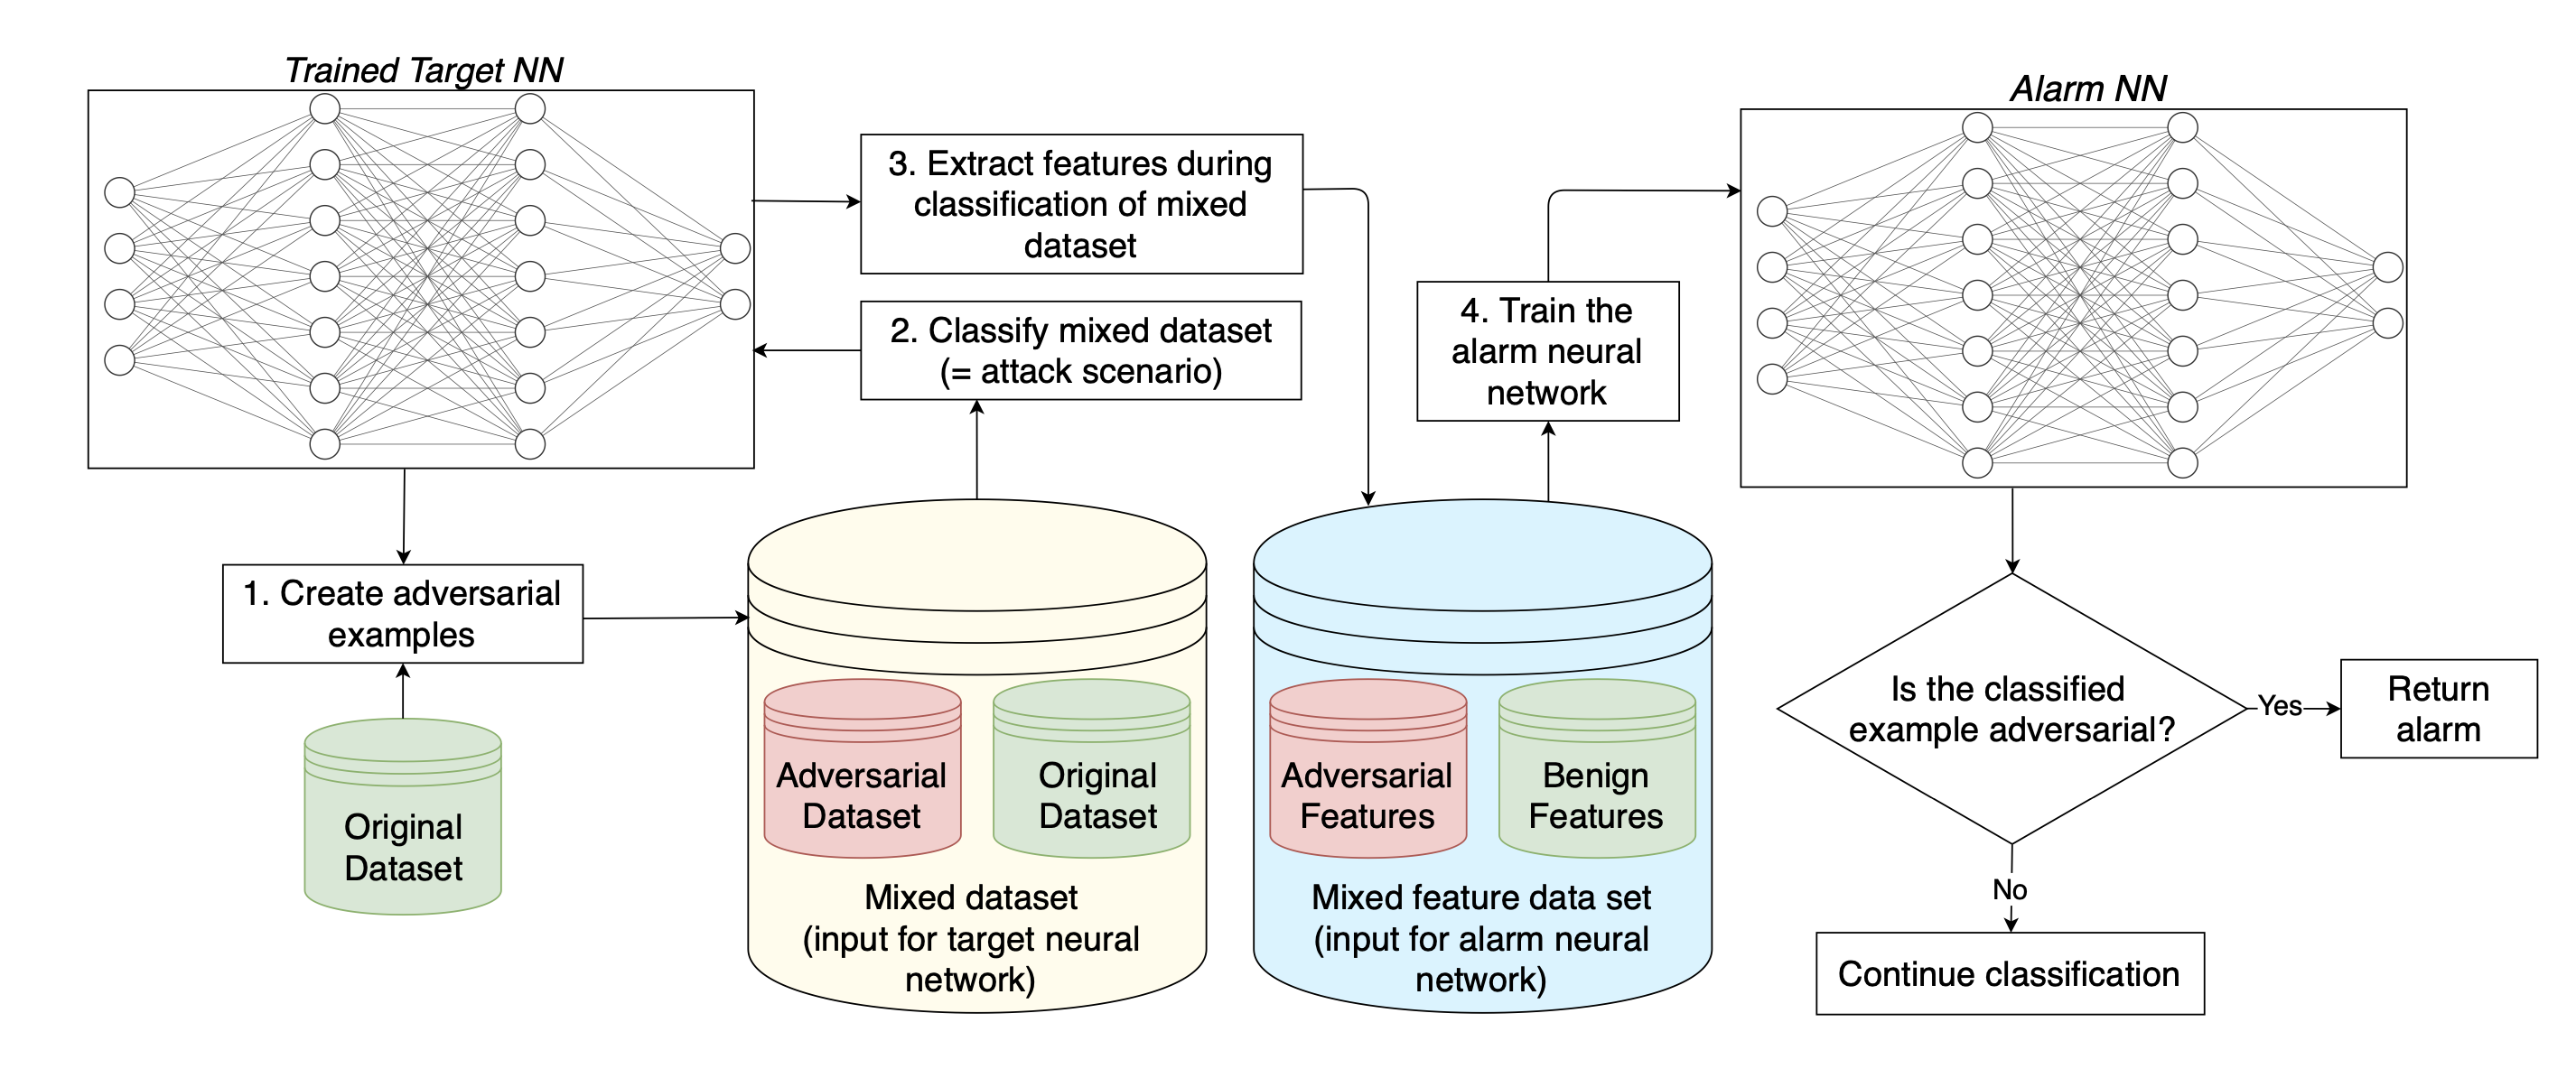 Trained Target NN
3. Extract features during
classification of mixed
dataset
2. Classify mixed dataset
(= attack scenario)
1. Create adversarial
examples
Original
Dataset
Adversarial
Dataset
Original
Dataset
Mixed dataset
(input for target neural
network)
Adversarial
Features
Benign
Features
Mixed feature data set
(input for alarm neural
network)
4. Train the
alarm neural
network
Alarm NN
Is the classified
example adversarial?
Yes
Return
alarm
No
Continue classification